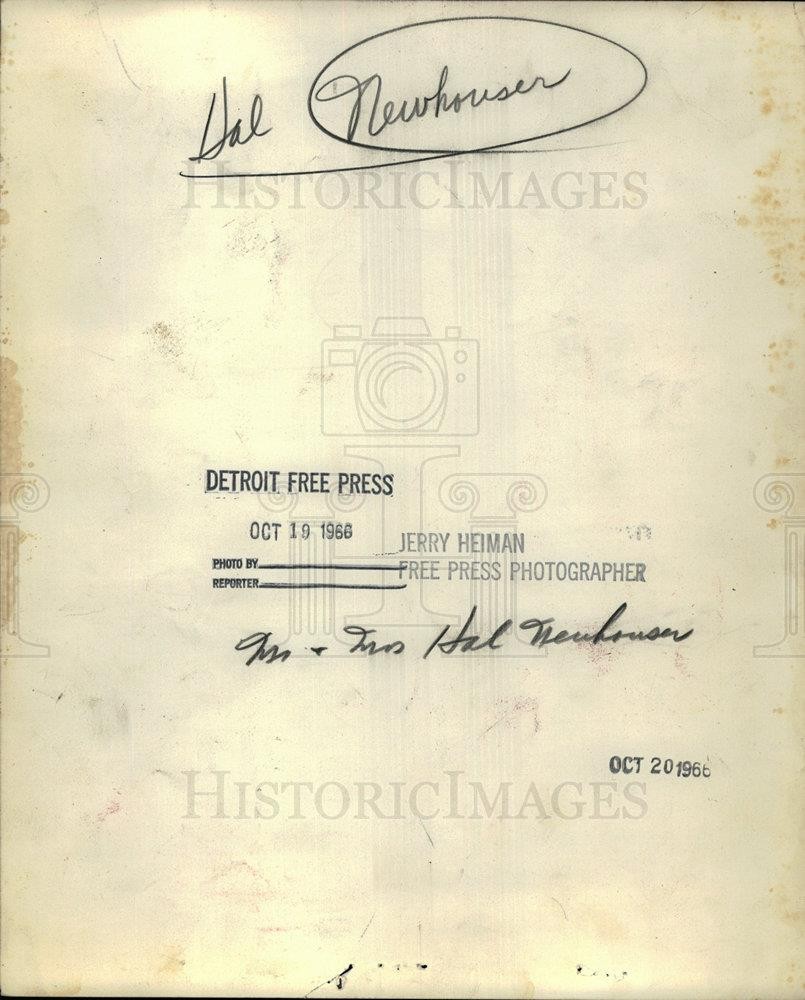 Hal Newhouser
HISTORICIMAGES
DETROIT FREE PRESS
OCT 19 1966
JERRY HEIMAN
PHOTO BY
FREE PRESS PHOTOGRAPHER
REPORTER
Mr + Mrs Hal Newhouser
OCT 20 1966
HISTORICIMAGES